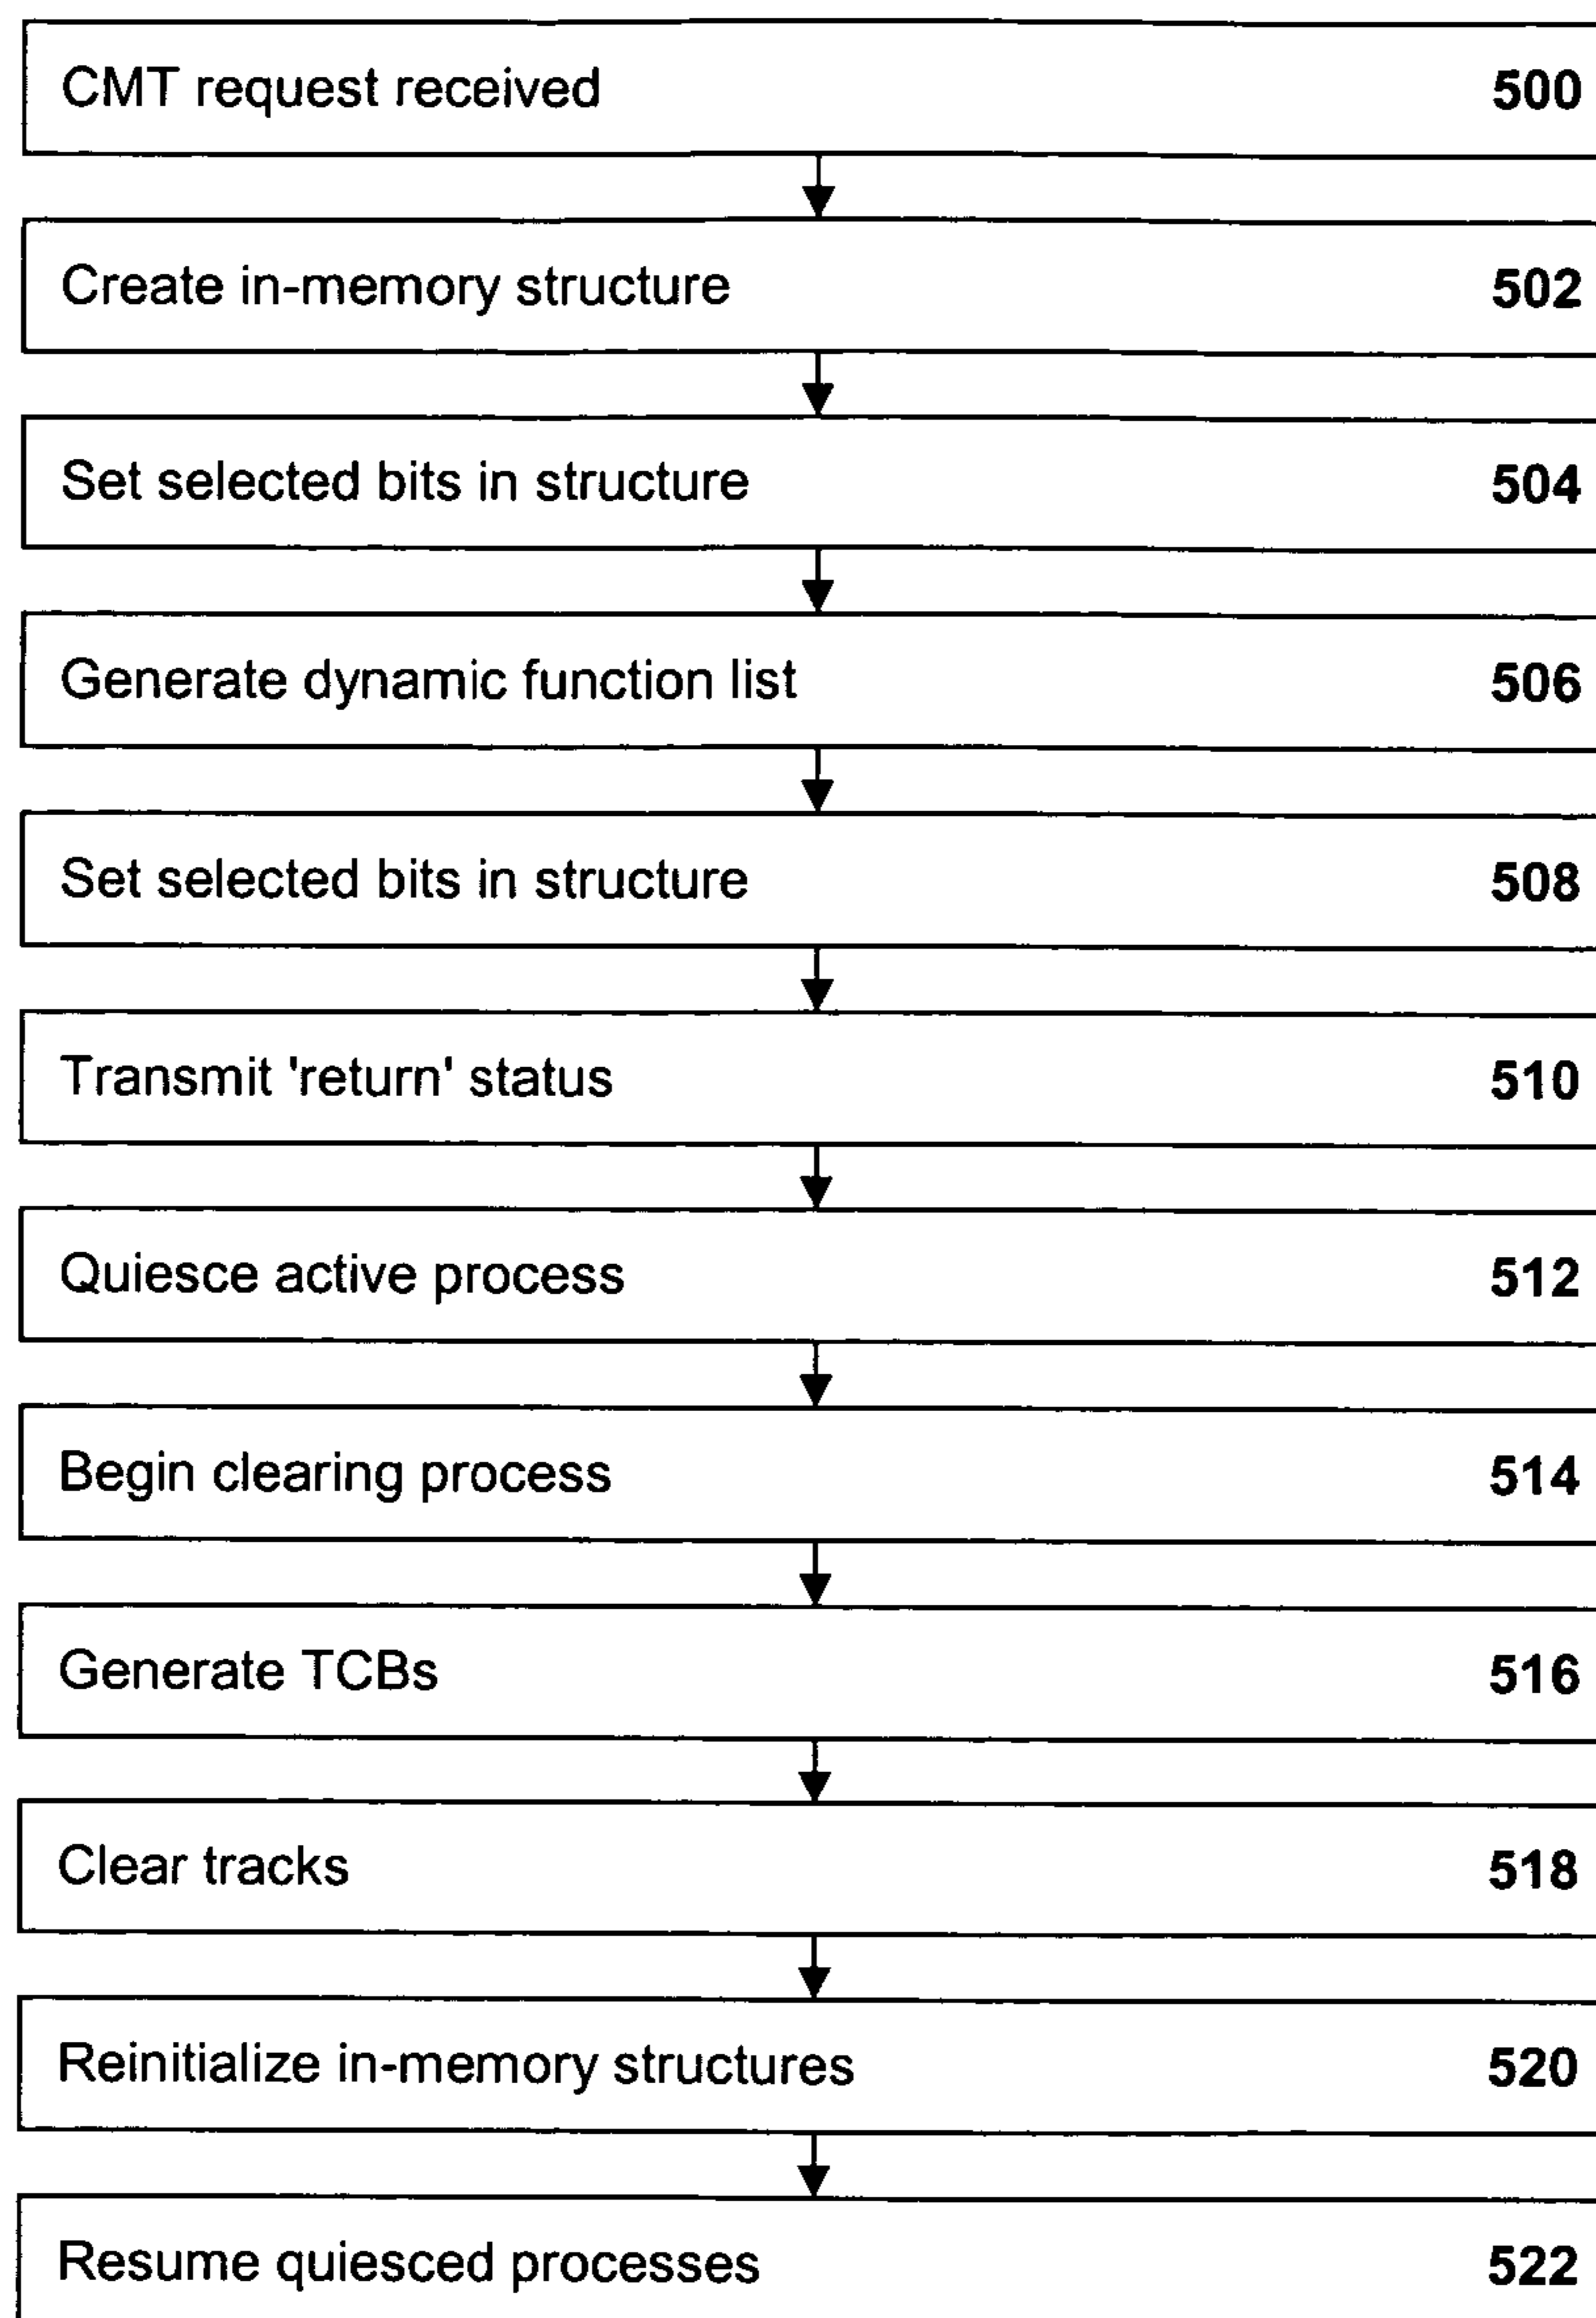 CMT request received 500
Create in-memory structure 502
Set selected bits in structure 504
Generate dynamic function list 506
Set selected bits in structure 508
Transmit 'return' status 510
Quiesce active process 512
Begin clearing process 514
Generate TCBs 516
Clear tracks 518
Reinitialize in-memory structures 520
Resume quiesced processes 522